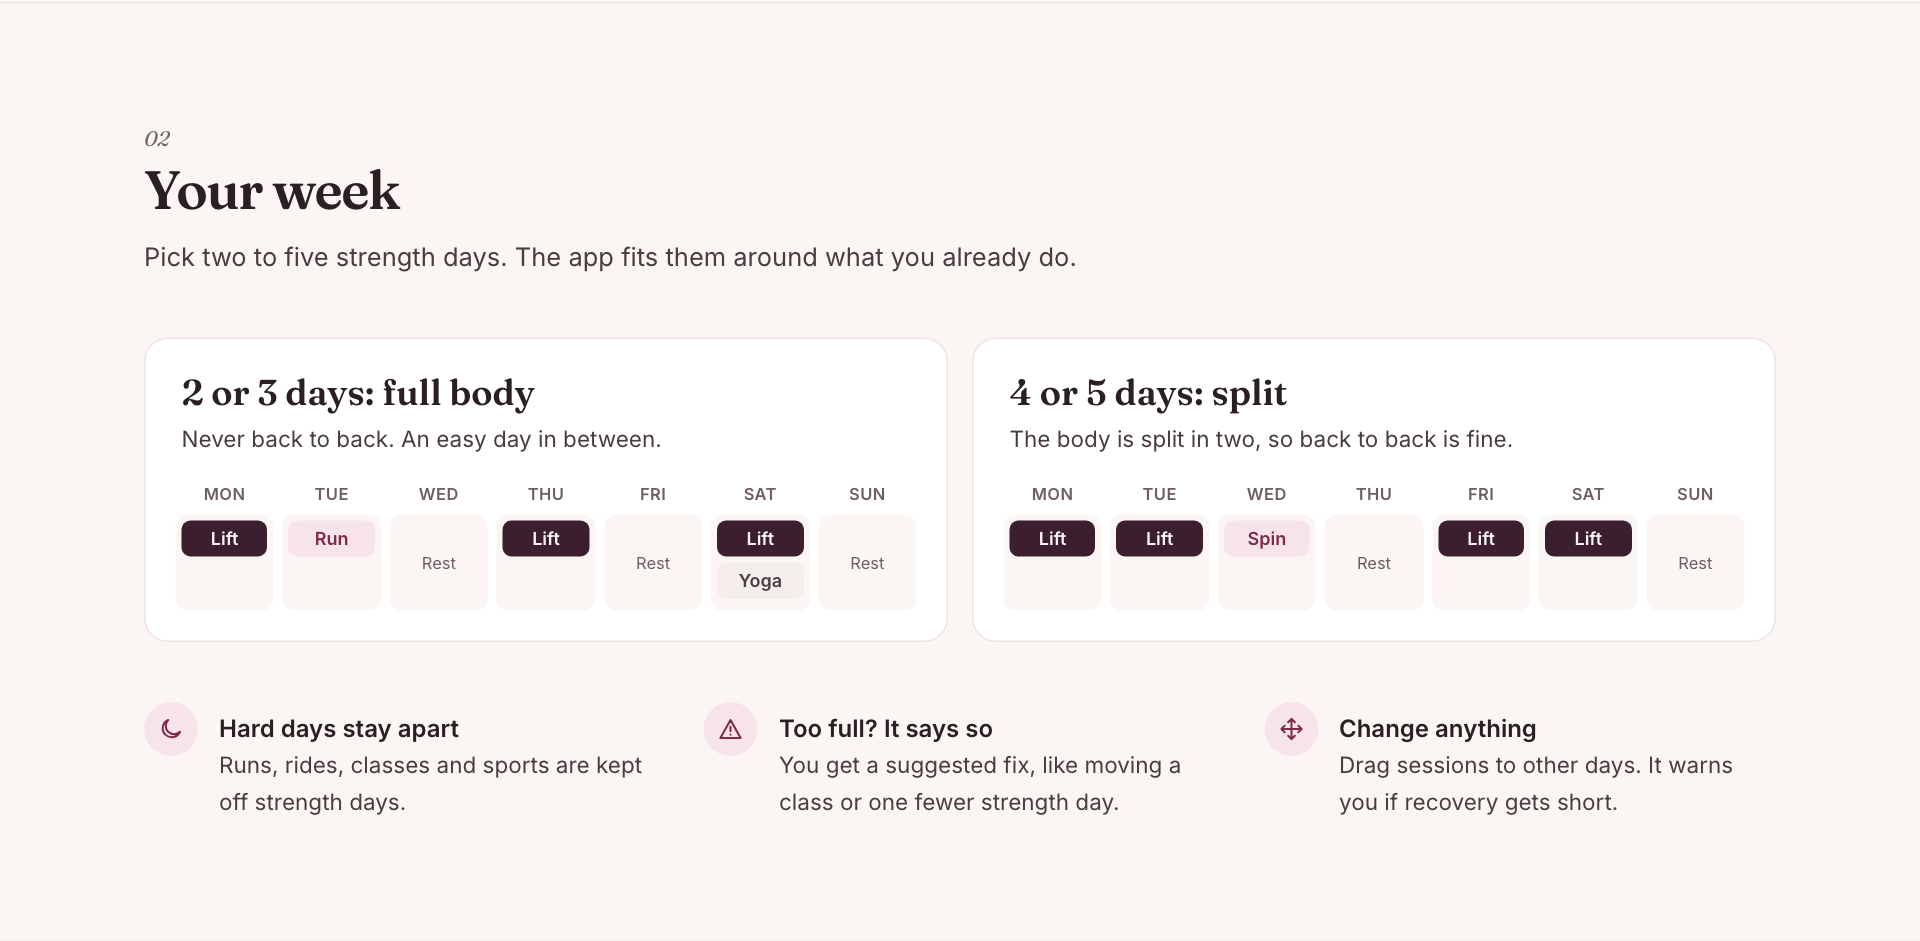 02
Your week
Pick two to five strength days. The app fits them around what you already do.
2 or 3 days: full body
Never back to back. An easy day in between.
MON TUE WED THU FRI SAT SUN
Lift Run Rest Lift Rest Lift Rest
Yoga
4 or 5 days: split
The body is split in two, so back to back is fine.
MON TUE WED THU FRI SAT SUN
Lift Lift Spin Rest Lift Lift Rest
Hard days stay apart
Runs, rides, classes and sports are kept
off strength days.
Too full? It says so
You get a suggested fix, like moving a
class or one fewer strength day.
Change anything
Drag sessions to other days. It warns
you if recovery gets short.